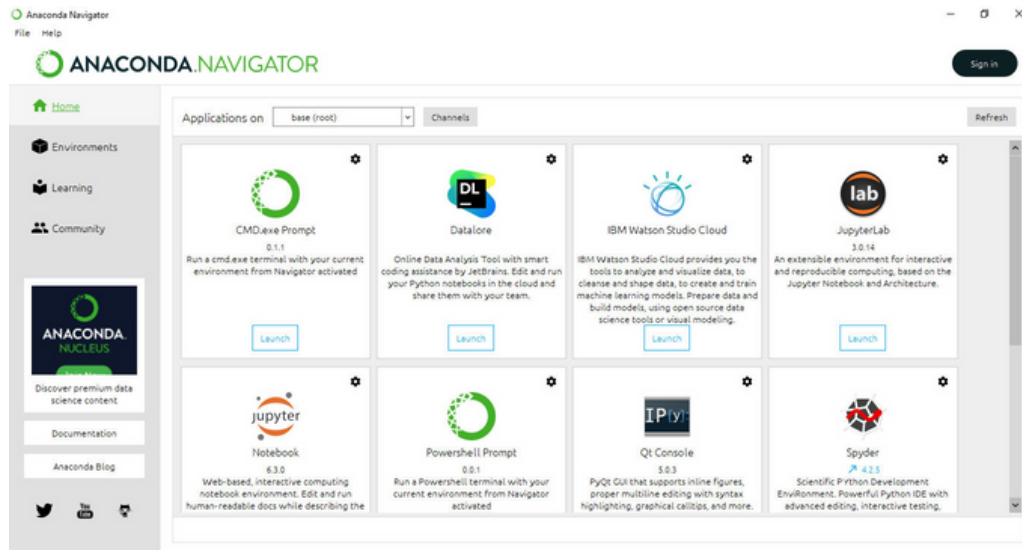 Anaconda Navigator
File Help
ANACONDA.NAVIGATOR
Sign in
Home
Environments
Learning
Community
ANACONDA.
NUCLEUS
Join Now
Discover premium data
science content
Documentation
Anaconda Blog
Applications on base (root) Channels Refresh
CMD.exe Prompt
0.1.1
Run a cmd.exe terminal with your current
environment from Navigator activated
Launch
DL
Datalore
Online Data Analysis Tool with smart
coding assistance by JetBrains. Edit and run
your Python notebooks in the cloud and
share them with your team.
Launch
IBM Watson Studio Cloud
IBM Watson Studio Cloud provides you the
tools to analyze and visualize data, to
cleanse and shape data, to create and train
machine learning models. Prepare data and
build models, using open source data
science tools or visual modeling.
Launch
lab
JupyterLab
3.0.14
An extensible environment for interactive
and reproducible computing, based on the
Jupyter Notebook and Architecture.
Launch
jupyter
Notebook
6.3.0
Web-based, interactive computing
notebook environment. Edit and run
human-readable docs while describing the
Powershell Prompt
0.0.1
Run a Powershell terminal with your
current environment from Navigator
activated
IP[y]:
Qt Console
5.0.3
PyQt GUI that supports inline figures,
proper multiline editing with syntax
highlighting, graphical calltips, and more.
Spyder
4.2.5
Scientific PYthon Development
EnviRonment. Powerful Python IDE with
advanced editing, interactive testing,
You
Tube